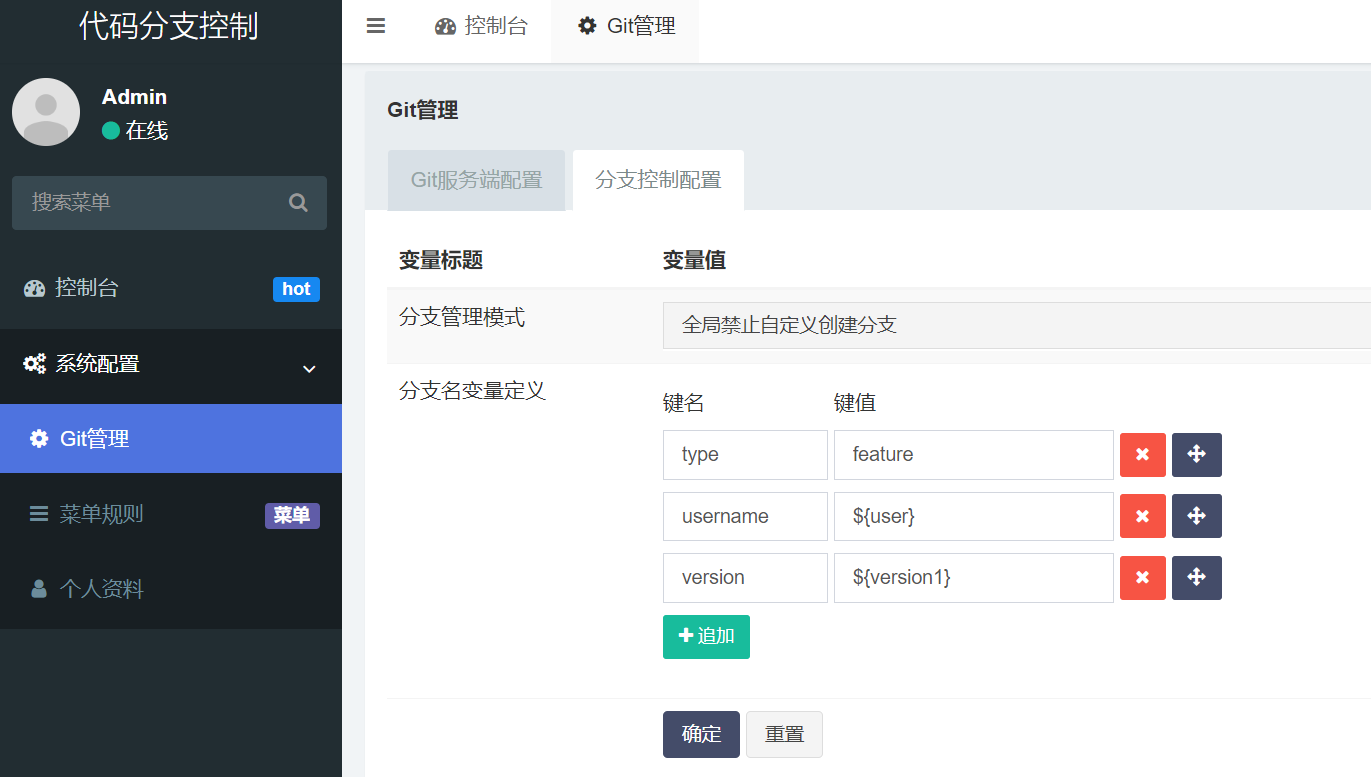 代码分支控制
Admin
在线
搜索菜单
控制台 hot
系统配置
Git管理
菜单规则 菜单
个人资料
控制台 Git管理
Git管理
Git服务端配置 分支控制配置
变量标题 变量值
分支管理模式 全局禁止自定义创建分支
分支名变量定义 键名 键值
type feature
username ${user}
version ${version1}
追加
确定 重置